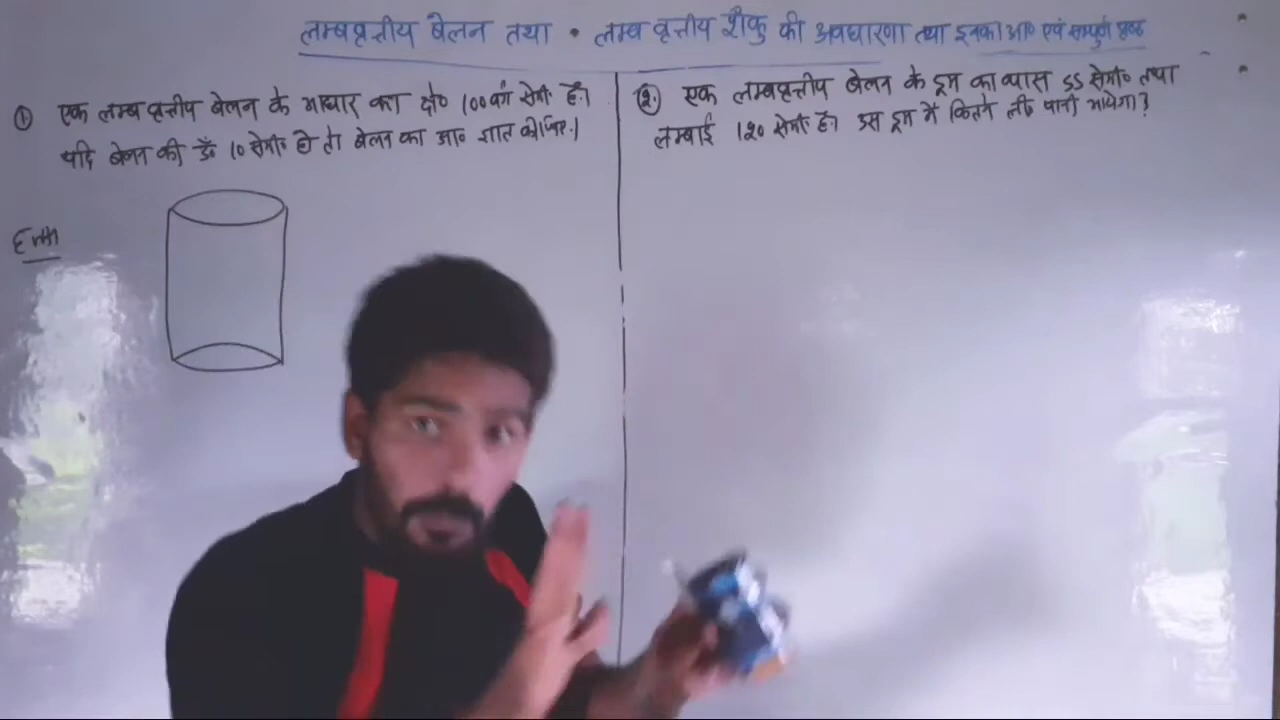 लम्बवृत्तीय बेलन तथा • लम्ब वृत्तीय शंकु की अवधारणा तथा इनका आ० एवं सम्पूर्ण पृष्ठ
① एक लम्ब वृत्तीय बेलन के आधार का क्षे० 100 वर्ग सेमी० है।
यदि बेलन की ऊँ० 10 सेमी० हो तो बेलन का आ० ज्ञात कीजिए।
②. एक लम्बवृत्तीय बेलन के ड्रम का व्यास 55 सेमी० तथा
लम्बाई 120 सेमी० है। इस ड्रम में कितने ली० पानी आयेगा?